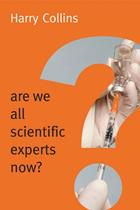 Harry Collins
are we
all
scientific
experts
now?